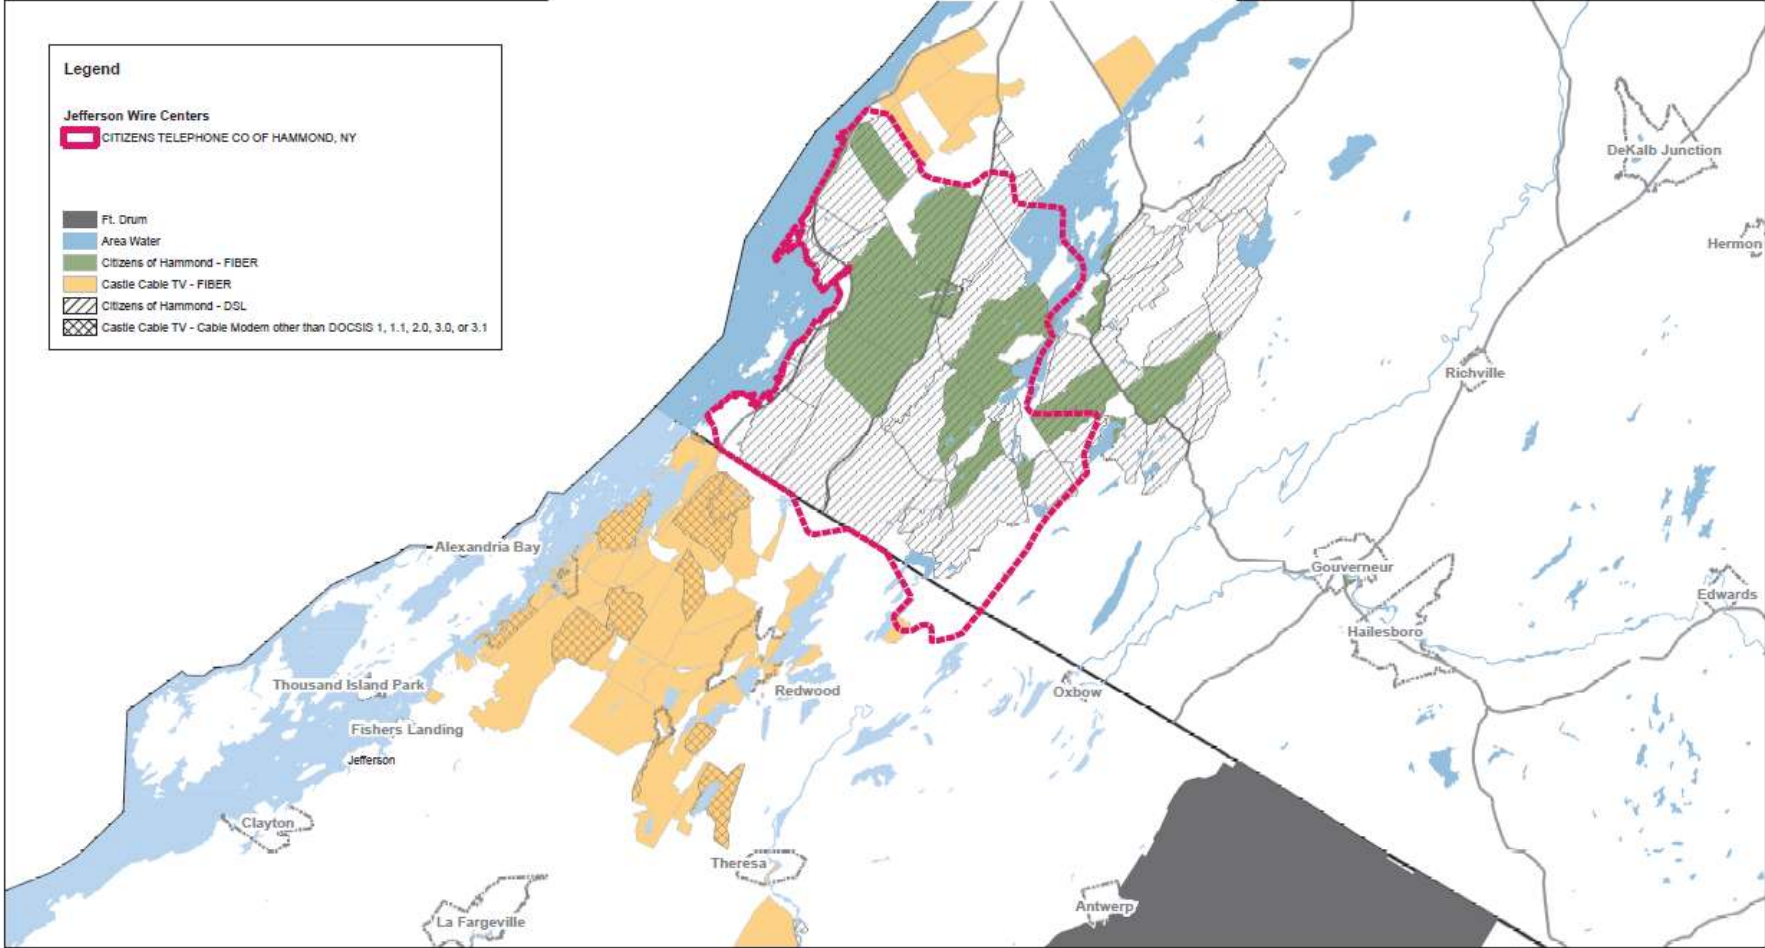 Legend
Jefferson Wire Centers
CITIZENS TELEPHONE CO OF HAMMOND, NY
Ft. Drum
Area Water
Citizens of Hammond - FIBER
Castle Cable TV - FIBER
Citizens of Hammond - DSL
Castle Cable TV - Cable Modem other than DOCSIS 1, 1.1, 2.0, 3.0, or 3.1
DeKalb Junction
Hermon
Richville
Alexandria Bay
Gouverneur
Edwards
Hailesboro
Thousand Island Park
Redwood
Oxbow
Fishers Landing
Jefferson
Clayton
Theresa
Antwerp
La Fargeville